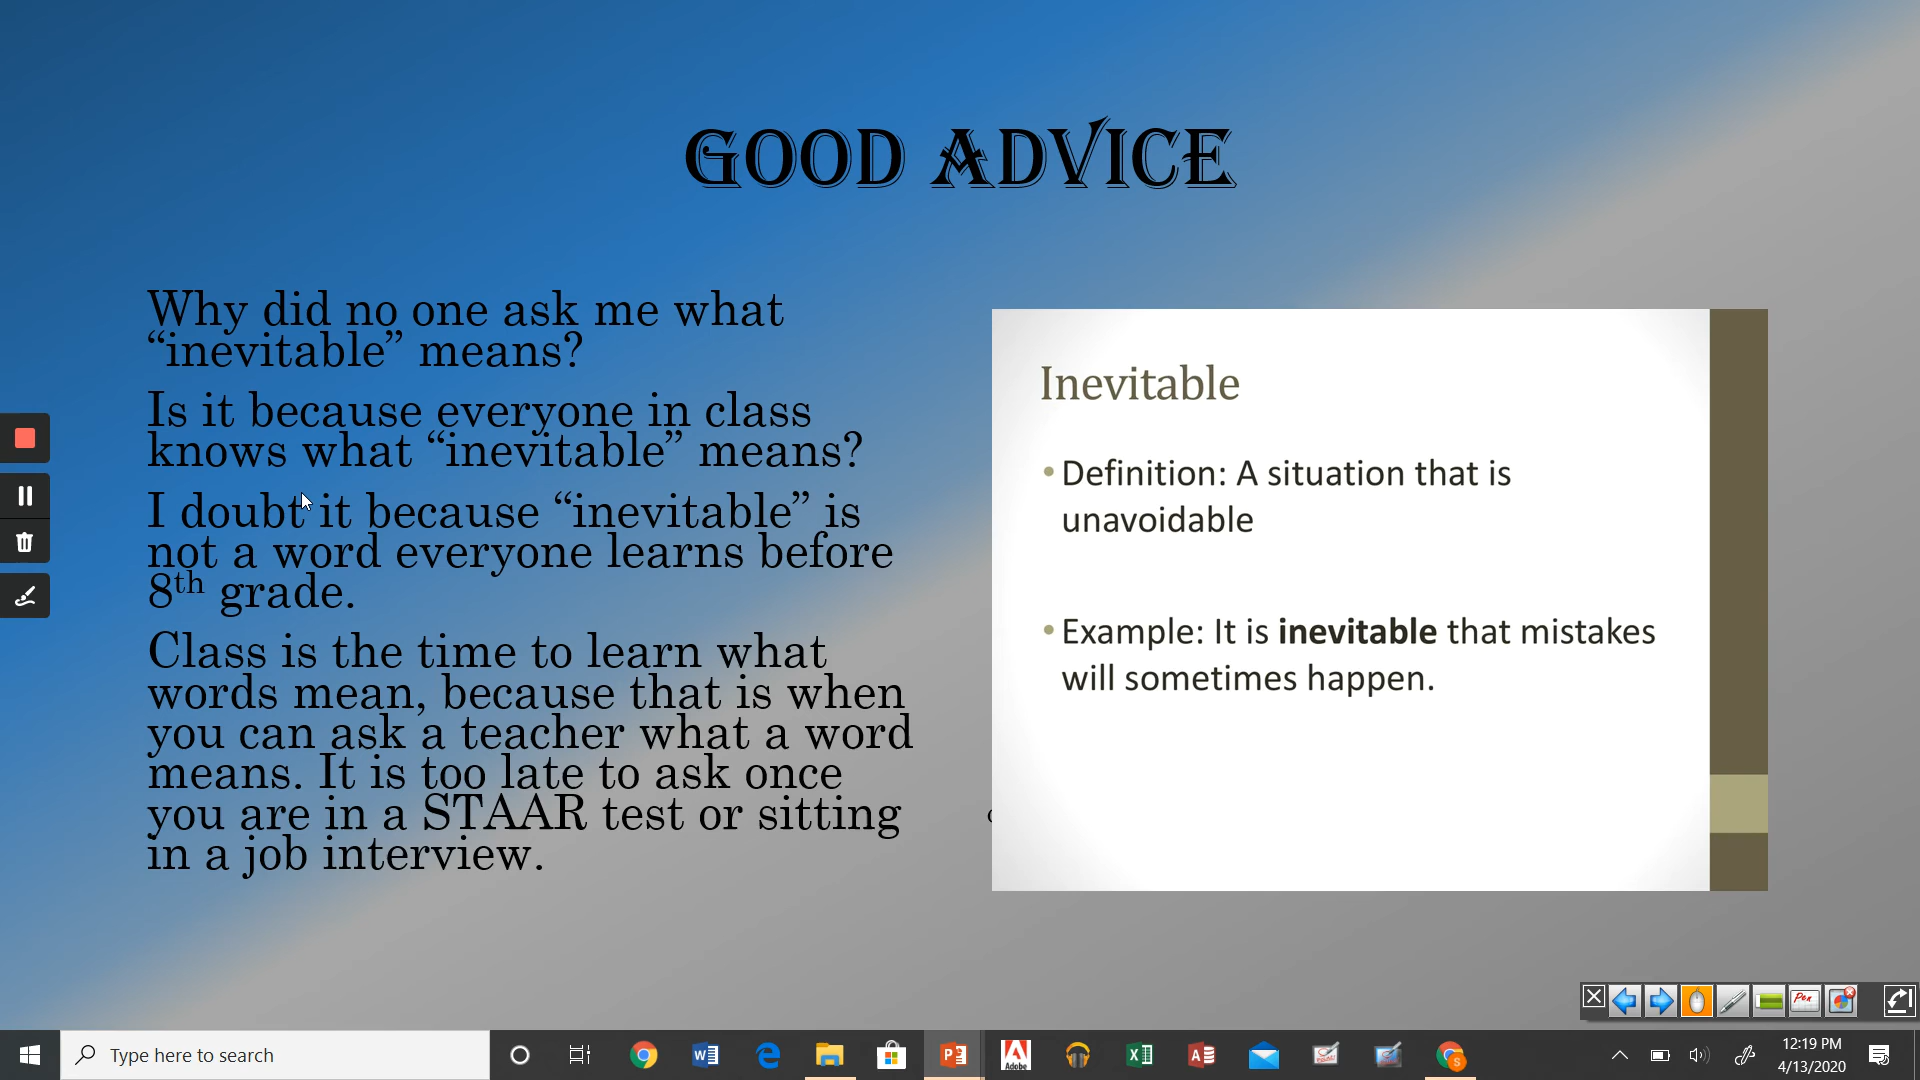 GOOD ADVICE
Why did no one ask me what
“inevitable” means?
Is it because everyone in class
knows what “inevitable” means?
I doubt it because “inevitable” is
not a word everyone learns before
8th grade.
Class is the time to learn what
words mean, because that is when
you can ask a teacher what a word
means. It is too late to ask once
you are in a STAAR test or sitting
in a job interview.
Inevitable
•Definition: A situation that is
unavoidable
•Example: It is inevitable that mistakes
will sometimes happen.
Pen
Type here to search
Adobe
12:19 PM
4/13/2020